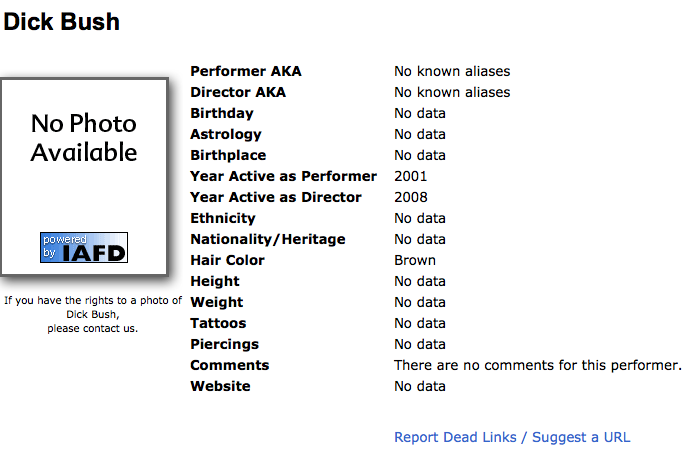 Dick Bush
No Photo
Available
powered
by IAFD
If you have the rights to a photo of
Dick Bush,
please contact us.
Performer AKA No known aliases
Director AKA No known aliases
Birthday No data
Astrology No data
Birthplace No data
Year Active as Performer 2001
Year Active as Director 2008
Ethnicity No data
Nationality/Heritage No data
Hair Color Brown
Height No data
Weight No data
Tattoos No data
Piercings No data
Comments There are no comments for this performer.
Website No data
Report Dead Links / Suggest a URL